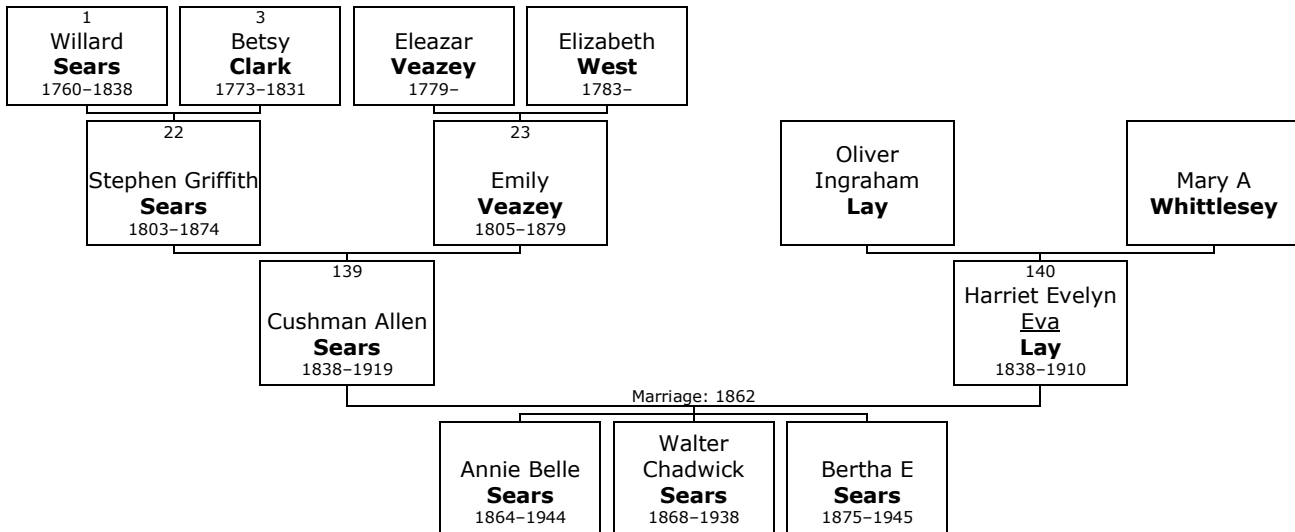 1
Willard
Sears
1760–1838
3
Betsy
Clark
1773–1831
Eleazar
Veazey
1779–
Elizabeth
West
1783–
22
Stephen Griffith
Sears
1803–1874
23
Emily
Veazey
1805–1879
Oliver
Ingraham
Lay
Mary A
Whittlesey
139
Cushman Allen
Sears
1838–1919
140
Harriet Evelyn
Eva
Lay
1838–1910
Marriage: 1862
Annie Belle
Sears
1864–1944
Walter
Chadwick
Sears
1868–1938
Bertha E
Sears
1875–1945